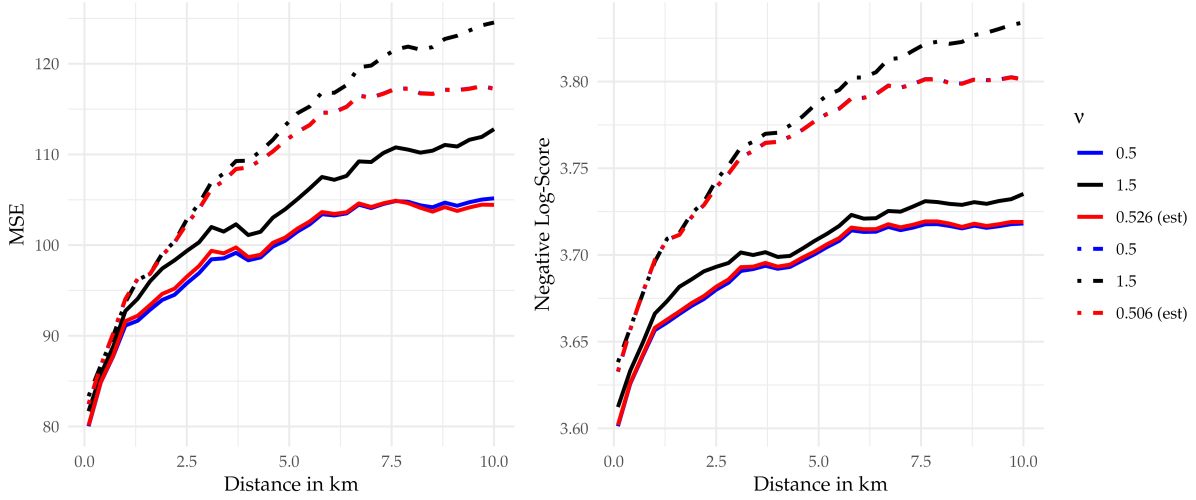 MSE
120
110
100
90
80
0.0 2.5 5.0 7.5 10.0
Distance in km
Negative Log-Score
3.80
3.75
3.70
3.65
3.60
0.0 2.5 5.0 7.5 10.0
Distance in km
ν
0.5
1.5
0.526 (est)
0.5
1.5
0.506 (est)